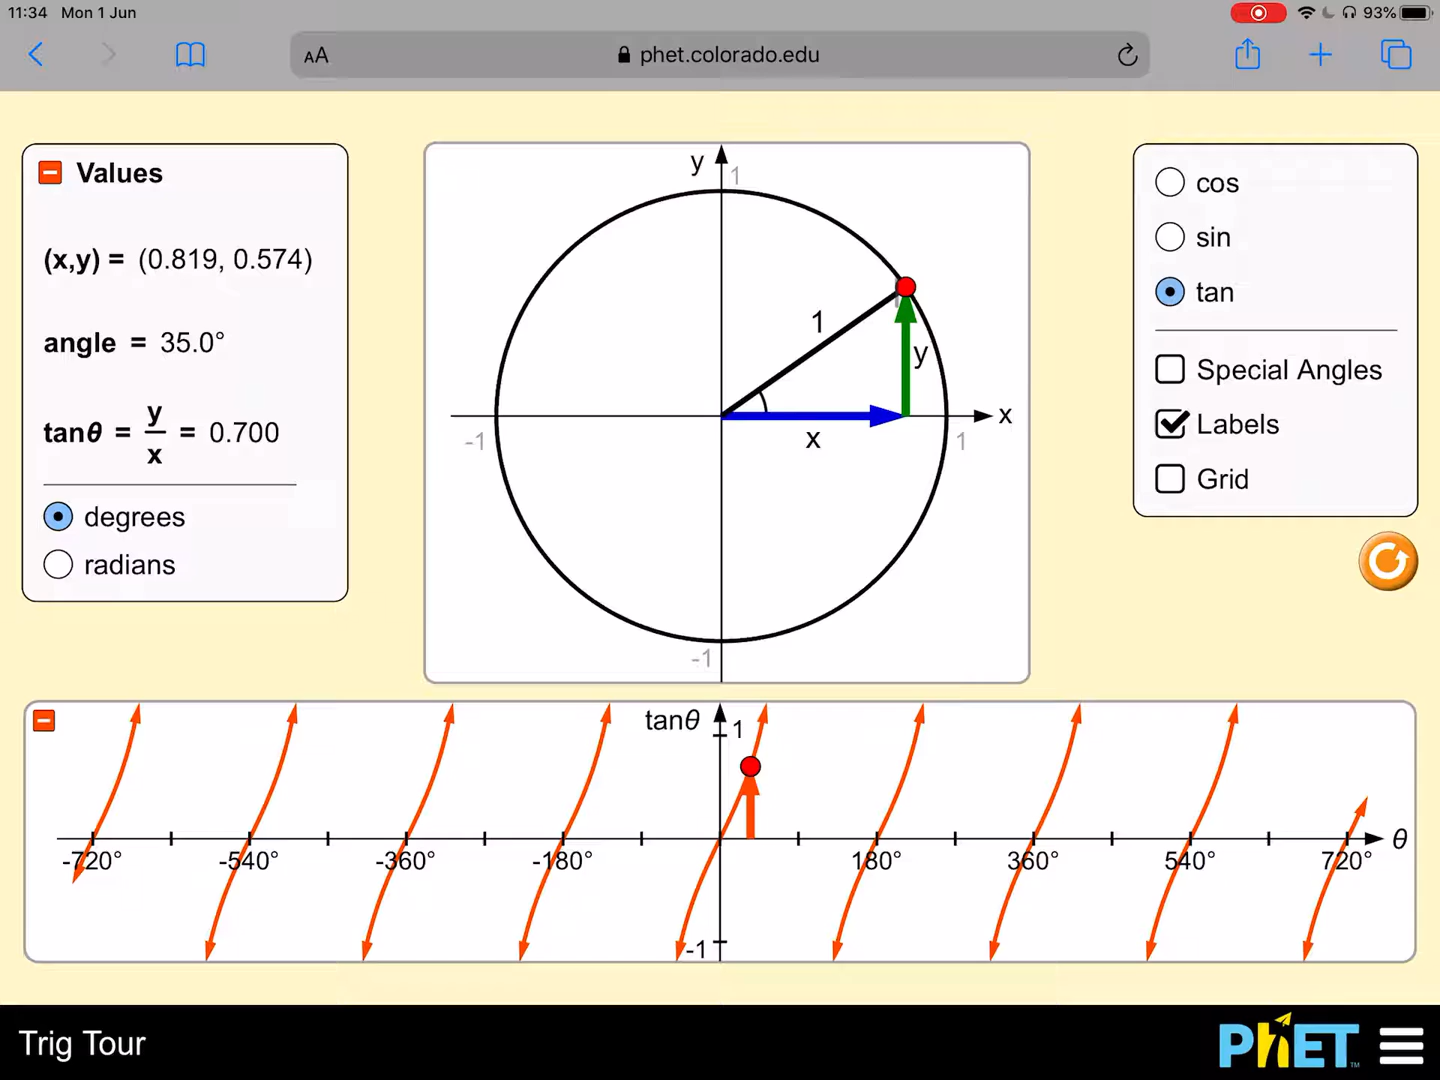 11:34 Mon 1 Jun
93%
AA
phet.colorado.edu
Values
(x,y) = (0.819, 0.574)
angle = 35.0°
tanθ = y/x = 0.700
degrees
radians
y
1
1
y
x
-1
x
1
-1
cos
sin
tan
Special Angles
Labels
Grid
tanθ
1
θ
-720° -540° -360° -180° 180° 360° 540° 720°
-1
Trig Tour
PhET